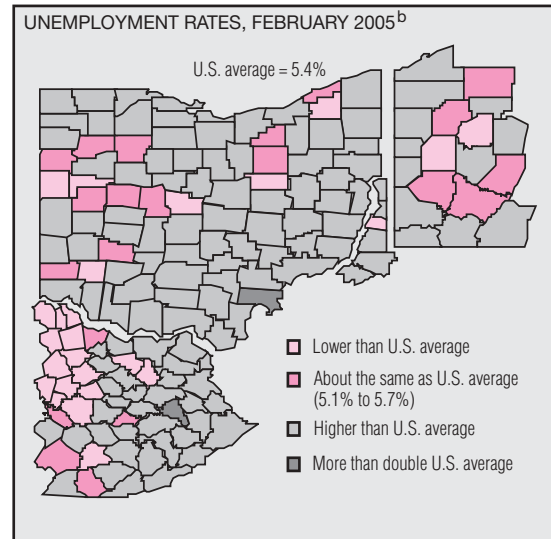 UNEMPLOYMENT RATES, FEBRUARY 2005b
U.S. average = 5.4%
Lower than U.S. average
About the same as U.S. average
(5.1% to 5.7%)
Higher than U.S. average
More than double U.S. average